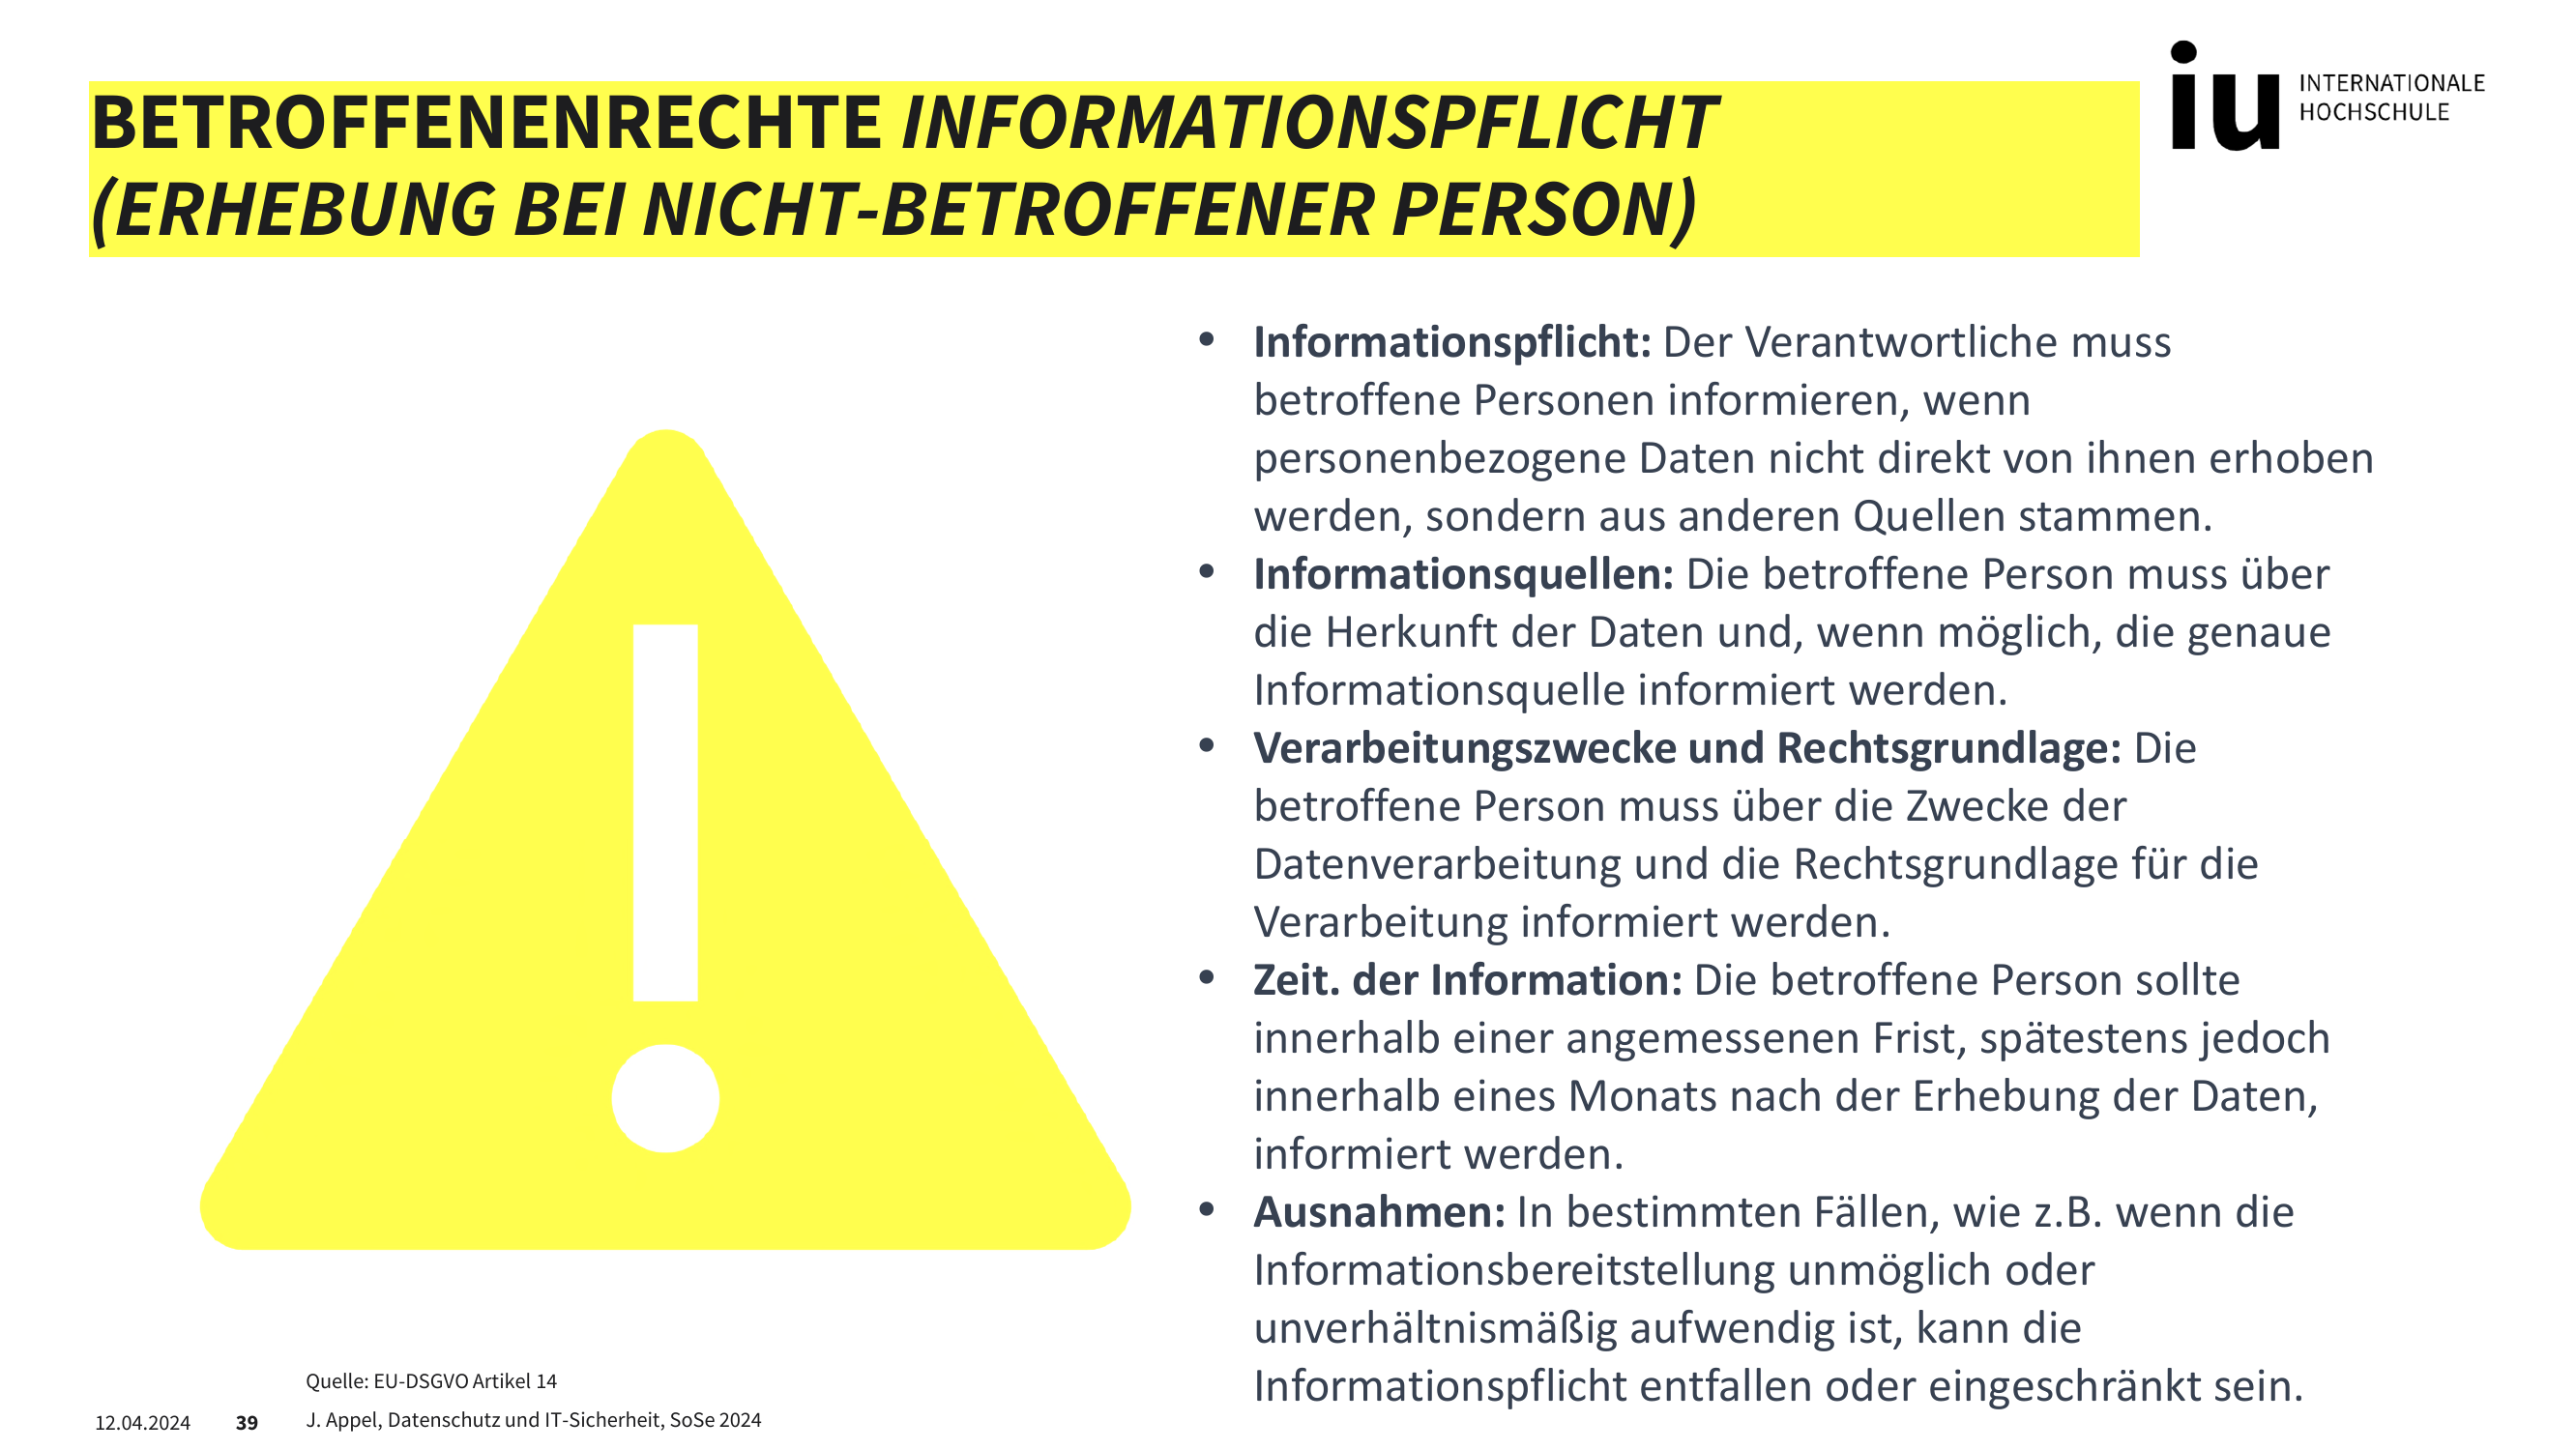 BETROFFENENRECHTE INFORMATIONSPFLICHT
(ERHEBUNG BEI NICHT-BETROFFENER PERSON)
iu INTERNATIONALE
HOCHSCHULE
• Informationspflicht: Der Verantwortliche muss
betroffene Personen informieren, wenn
personenbezogene Daten nicht direkt von ihnen erhoben
werden, sondern aus anderen Quellen stammen.
• Informationsquellen: Die betroffene Person muss über
die Herkunft der Daten und, wenn möglich, die genaue
Informationsquelle informiert werden.
• Verarbeitungszwecke und Rechtsgrundlage: Die
betroffene Person muss über die Zwecke der
Datenverarbeitung und die Rechtsgrundlage für die
Verarbeitung informiert werden.
• Zeit. der Information: Die betroffene Person sollte
innerhalb einer angemessenen Frist, spätestens jedoch
innerhalb eines Monats nach der Erhebung der Daten,
informiert werden.
• Ausnahmen: In bestimmten Fällen, wie z.B. wenn die
Informationsbereitstellung unmöglich oder
unverhältnismäßig aufwendig ist, kann die
Informationspflicht entfallen oder eingeschränkt sein.
Quelle: EU-DSGVO Artikel 14
12.04.2024 39 J. Appel, Datenschutz und IT-Sicherheit, SoSe 2024